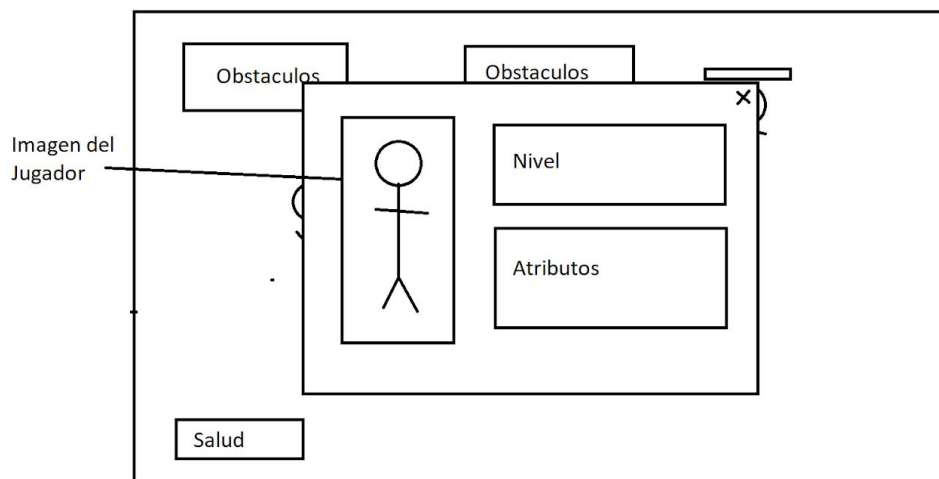 Obstaculos
Obstaculos
Imagen del
Jugador
Nivel
Atributos
Salud